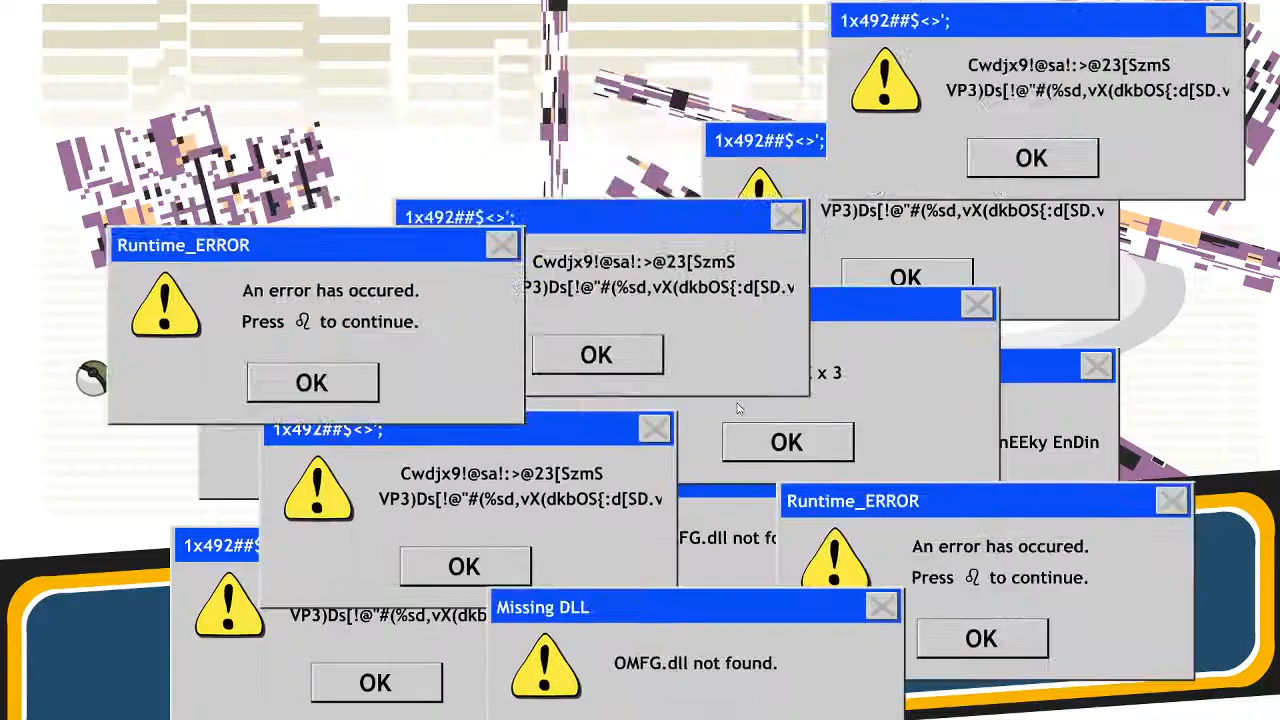 1x492##$<>';
Cwdjx9!@sa!:>@23[SzmS
VP3)Ds[!@"#(%sd,vX(dkbOS{:d[SD.v
OK
1x492##$<>';
VP3)Ds[!@"#(%sd,vX(dkbOS{:d[SD.v
OK
1x492##$<>';
Cwdjx9!@sa!:>@23[SzmS
P3)Ds[!@"#(%sd,vX(dkbOS{:d[SD.v
OK
Runtime_ERROR
An error has occured.
Press ♌ to continue.
OK
x 3
OK
nEEky EnDin
1x492##$<>';
Cwdjx9!@sa!:>@23[SzmS
VP3)Ds[!@"#(%sd,vX(dkbOS{:d[SD.v
OK
FG.dll not fo
Runtime_ERROR
An error has occured.
Press ♌ to continue.
OK
1x492##$
VP3)Ds[!@"#(%sd,vX(dkb
OK
Missing DLL
OMFG.dll not found.